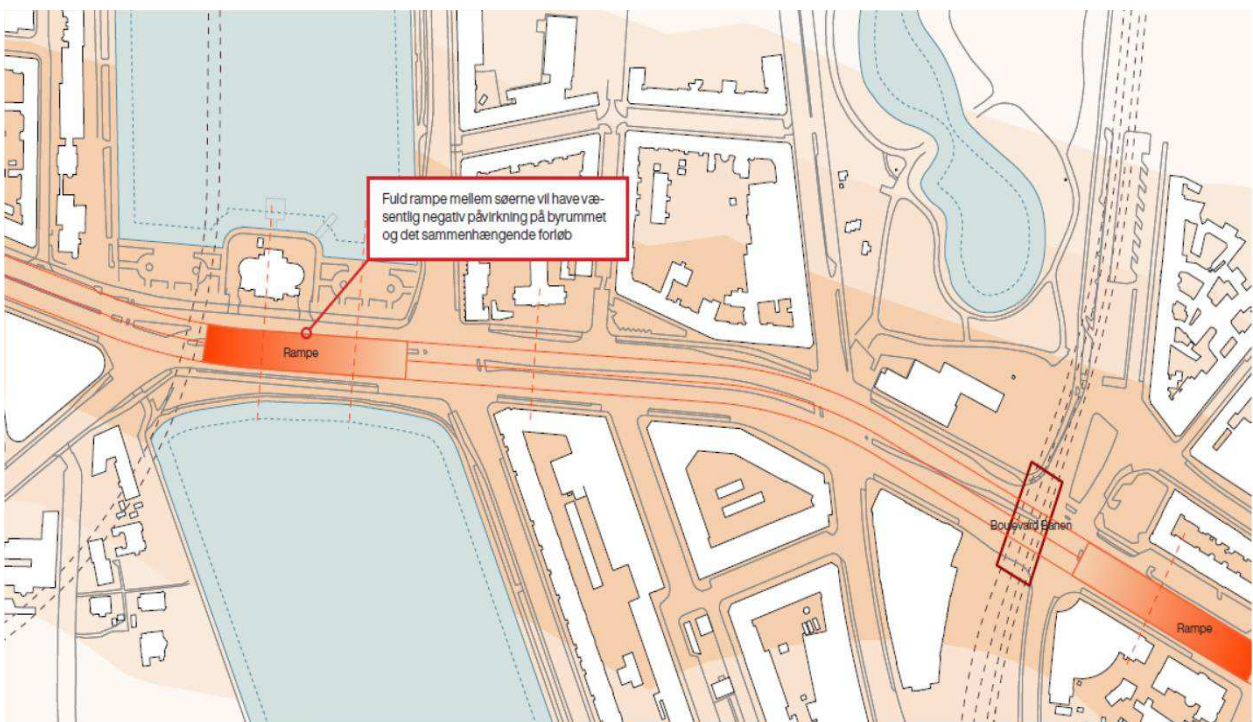 Fuld rampe mellem søerne vil have væ-
sentlig negativ påvirkning på byrummet
og det sammenhængende forløb
Rampe
Boulevard Banen
Rampe